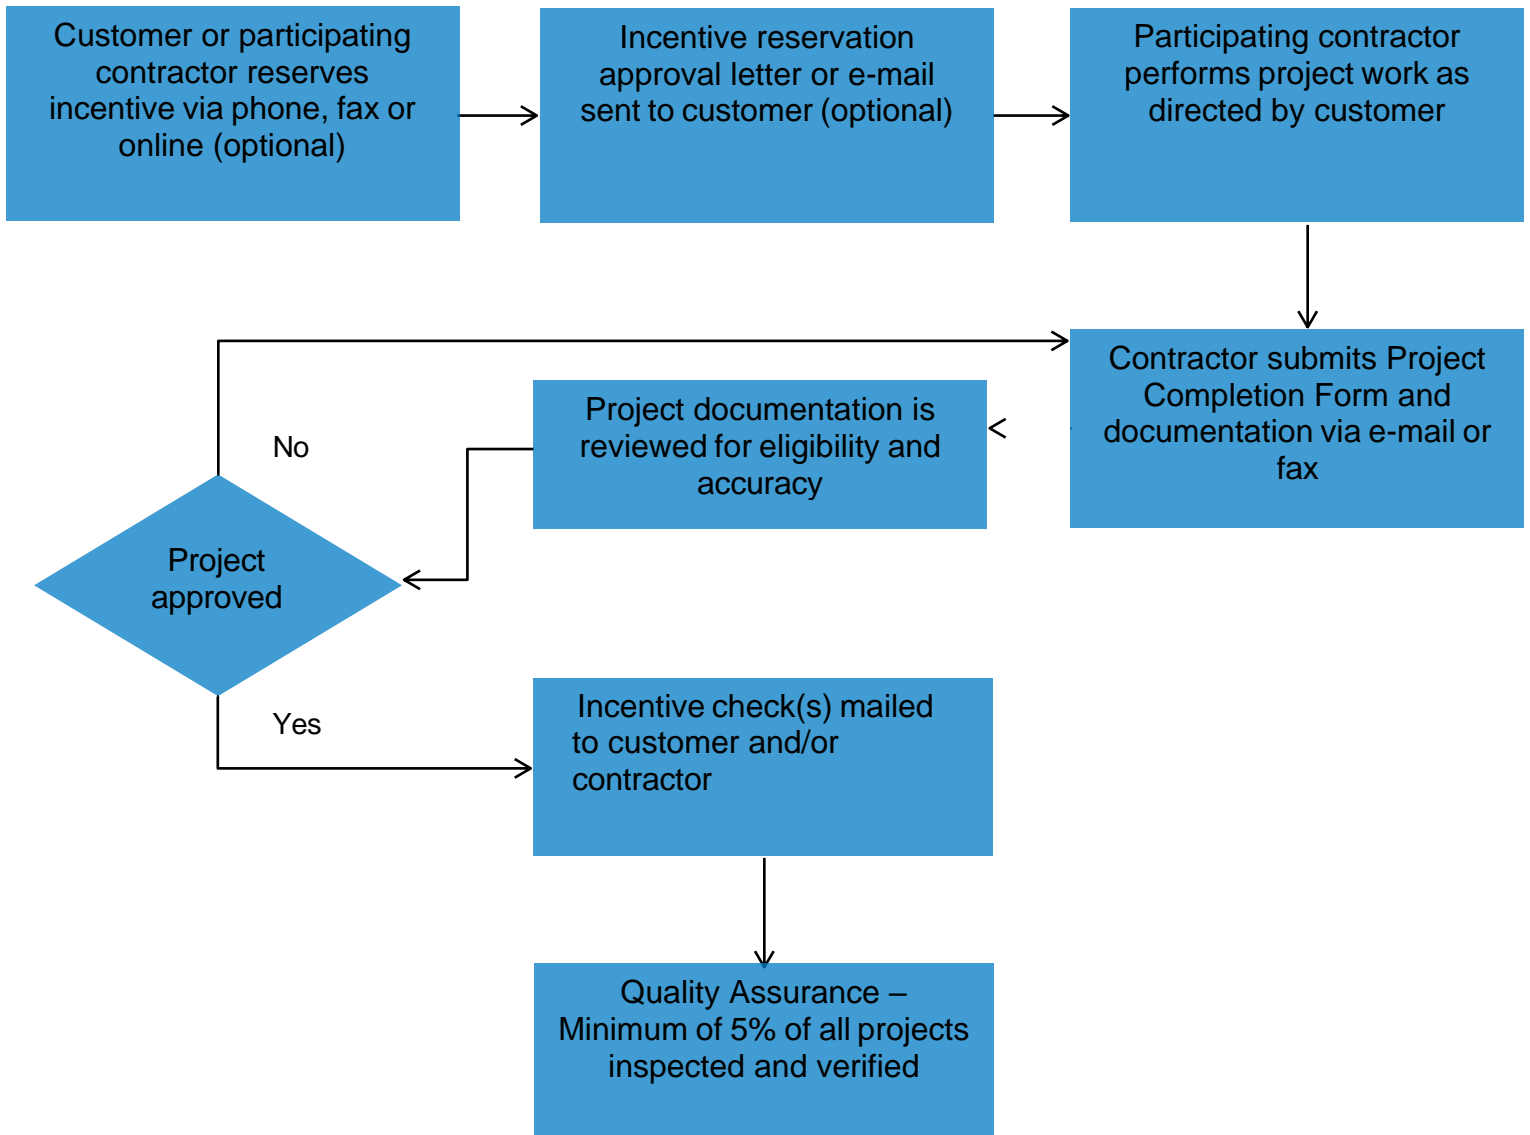 Customer or participating
contractor reserves
incentive via phone, fax or
online (optional)
Incentive reservation
approval letter or e-mail
sent to customer (optional)
Participating contractor
performs project work as
directed by customer
Contractor submits Project
Completion Form and
documentation via e-mail or
fax
Project documentation is
reviewed for eligibility and
accuracy
No
Project
approved
Yes
Incentive check(s) mailed
to customer and/or
contractor
Quality Assurance –
Minimum of 5% of all projects
inspected and verified